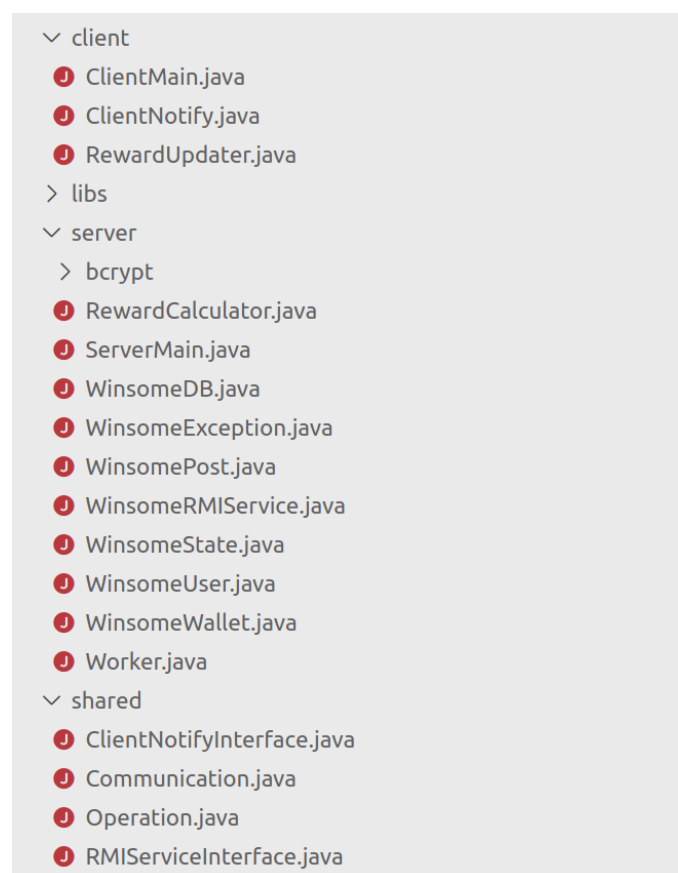 client
J ClientMain.java
J ClientNotify.java
J RewardUpdater.java
libs
server
bcrypt
J RewardCalculator.java
J ServerMain.java
J WinsomeDB.java
J WinsomeException.java
J WinsomePost.java
J WinsomeRMIService.java
J WinsomeState.java
J WinsomeUser.java
J WinsomeWallet.java
J Worker.java
shared
J ClientNotifyInterface.java
J Communication.java
J Operation.java
J RMIServiceInterface.java